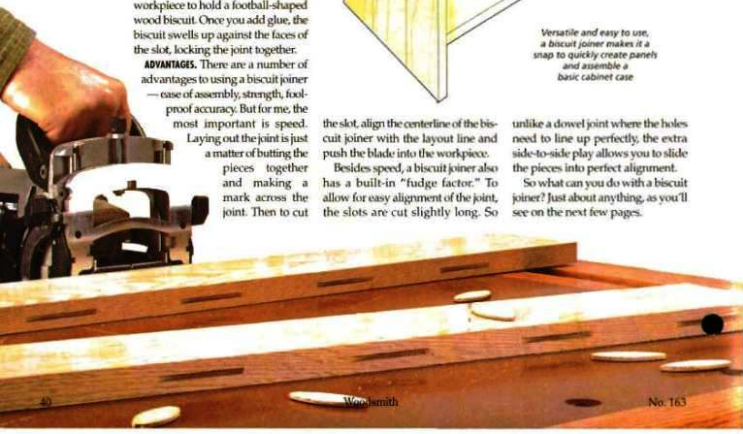 workpiece to hold a football-shaped
wood biscuit. Once you add glue, the
biscuit swells up against the faces of
the slot, locking the joint together.
ADVANTAGES. There are a number of
advantages to using a biscuit joiner
— ease of assembly, strength, fool-
proof accuracy. But for me, the
most important is speed.
Laying out the joint is just
a matter of butting the
pieces together
and making a
mark across the
joint. Then to cut
the slot, align the centerline of the bis-
cuit joiner with the layout line and
push the blade into the workpiece.
Besides speed, a biscuit joiner also
has a built-in “fudge factor.” To
allow for easy alignment of the joint,
the slots are cut slightly long. So
Versatile and easy to use,
a biscuit joiner makes it a
snap to quickly create panels
and assemble a
basic cabinet case
unlike a dowel joint where the holes
need to line up perfectly, the extra
side-to-side play allows you to slide
the pieces into perfect alignment.
So what can you do with a biscuit
joiner? Just about anything, as you’ll
see on the next few pages.
40
Woodsmith
No. 163